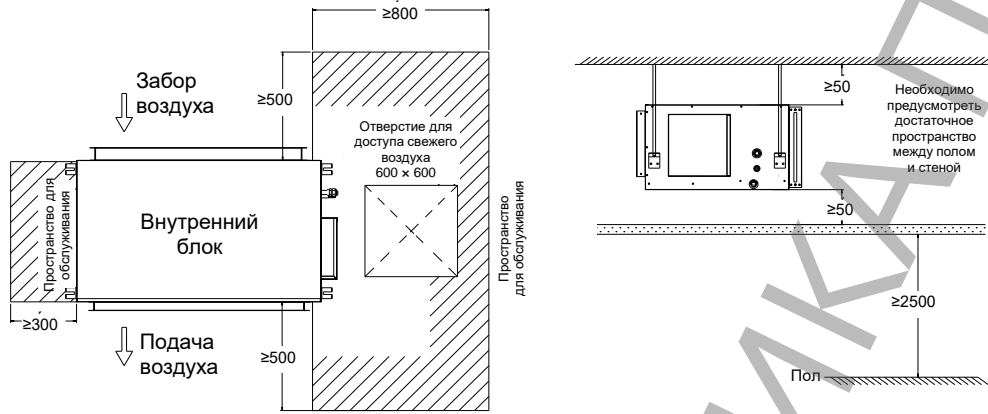 ≥800
Забор
воздуха
≥500
Отверстие для
доступа свежего
воздуха
600 × 600
Пространство для
обслуживания
Внутренний
блок
Пространство
для обслуживания
≥300
Подача
воздуха
≥500
≥50
Необходимо
предусмотреть
достаточное
пространство
между полом
и стеной
≥50
≥2500
Пол